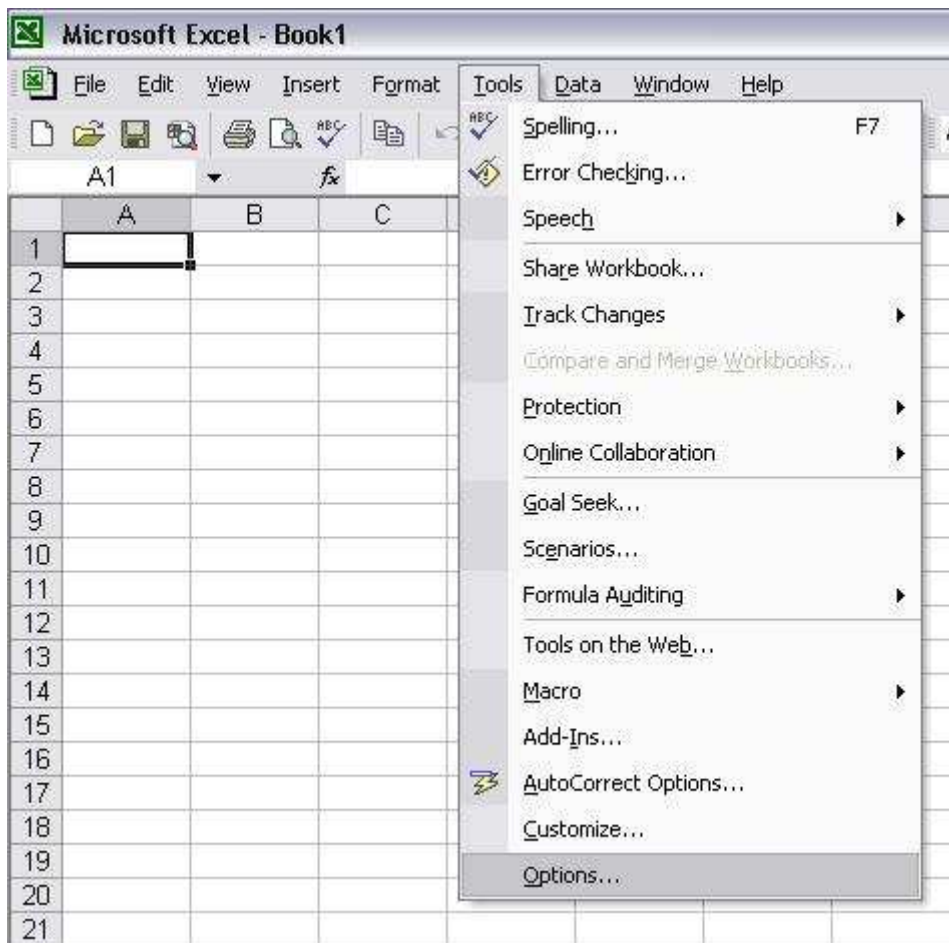 Microsoft Excel - Book1
File Edit View Insert Format Tools Data Window Help
ABC ABC Spelling... F7
A1 fx Error Checking...
A B C Speech
1
Share Workbook...
2
3 Track Changes
4 Compare and Merge Workbooks...
5
6 Protection
7 Online Collaboration
8
Goal Seek...
9
10 Scenarios...
11 Formula Auditing
12
Tools on the Web...
13
14 Macro
15 Add-Ins...
16
17 AutoCorrect Options...
18 Customize...
19 Options...
20
21